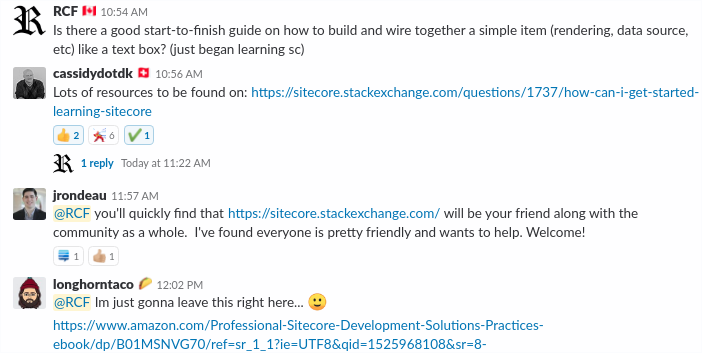 RCF 10:54 AM
Is there a good start-to-finish guide on how to build and wire together a simple item (rendering, data source,
etc) like a text box? (just began learning sc)
cassidydotdk 10:56 AM
Lots of resources to be found on: https://sitecore.stackexchange.com/questions/1737/how-can-i-get-started-
learning-sitecore
2 6 1
1 reply Today at 11:22 AM
jrondeau 11:57 AM
@RCF you'll quickly find that https://sitecore.stackexchange.com/ will be your friend along with the
community as a whole. I've found everyone is pretty friendly and wants to help. Welcome!
1 1
longhorntaco 12:02 PM
@RCF Im just gonna leave this right here...
https://www.amazon.com/Professional-Sitecore-Development-Solutions-Practices-
ebook/dp/B01MSNVG70/ref=sr_1_1?ie=UTF8&qid=1525968108&sr=8-